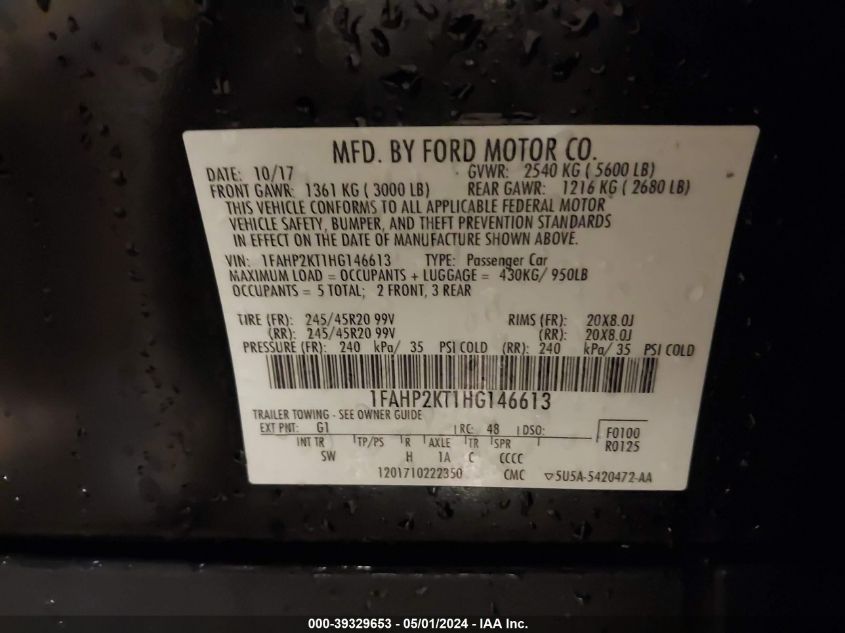 MFD. BY FORD MOTOR CO.
DATE: 10/17 GVWR: 2540 KG ( 5600 LB)
FRONT GAWR: 1361 KG ( 3000 LB) REAR GAWR: 1216 KG ( 2680 LB)
THIS VEHICLE CONFORMS TO ALL APPLICABLE FEDERAL MOTOR
VEHICLE SAFETY, BUMPER, AND THEFT PREVENTION STANDARDS
IN EFFECT ON THE DATE OF MANUFACTURE SHOWN ABOVE.
VIN: 1FAHP2KT1HG146613 TYPE: Passenger Car
MAXIMUM LOAD = OCCUPANTS + LUGGAGE = 430KG/ 950LB
OCCUPANTS = 5 TOTAL; 2 FRONT, 3 REAR
TIRE (FR): 245/45R20 99V RIMS (FR): 20X8.0J
(RR): 245/45R20 99V (RR): 20X8.0J
PRESSURE (FR): 240 kPa/ 35 PSI COLD (RR): 240 kPa/ 35 PSI COLD
1FAHP2KT1HG146613
TRAILER TOWING - SEE OWNER GUIDE
EXT PNT: G1 RC: 48 DSO: F0100
INT TR TP/PS R AXLE TR SPR R0125
SW H 1A C CCCC
1201710222350 CMC ▽5U5A-5420472-AA
000-39329653 - 05/01/2024 - IAA Inc.